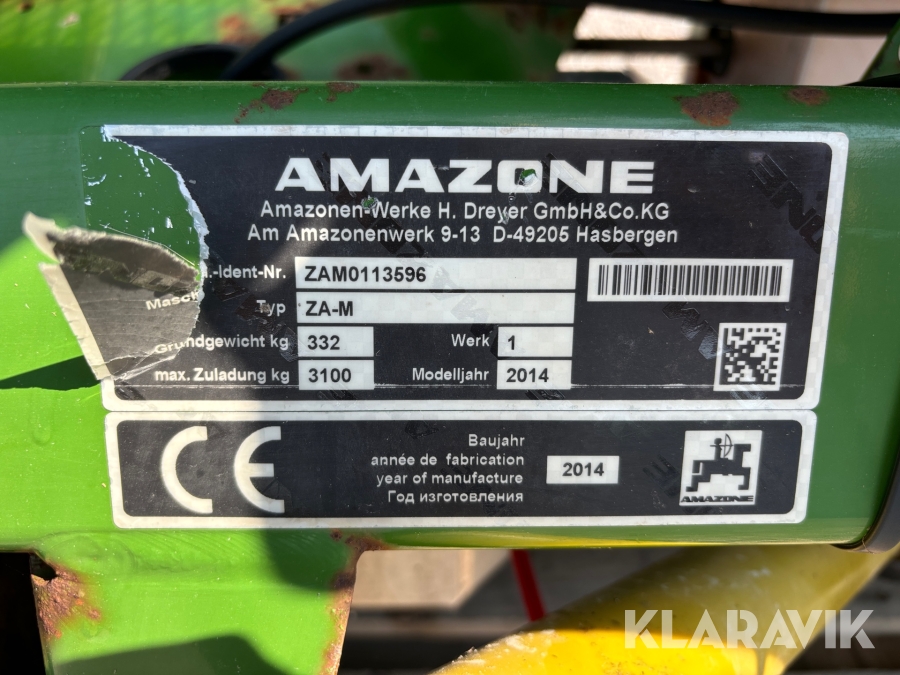 AMAZONE
Amazonen-Werke H. Dreyer GmbH&Co.KG
Am Amazonenwerk 9-13 D-49205 Hasbergen
.-Ident-Nr. ZAM0113596
Masch
Typ ZA-M
Grundgewicht kg 332 Werk 1
max. Zuladung kg 3100 Modelljahr 2014
CE
Baujahr
année de fabrication
year of manufacture
Год изготовления
2014
AMAZONE
KLARAVIK